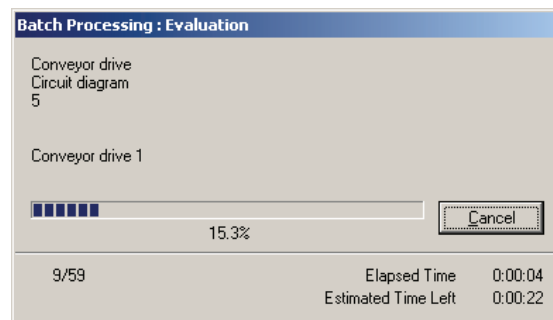 Batch Processing : Evaluation
Conveyor drive
Circuit diagram
5
Conveyor drive 1
Cancel
15.3%
9/59 Elapsed Time 0:00:04
Estimated Time Left 0:00:22